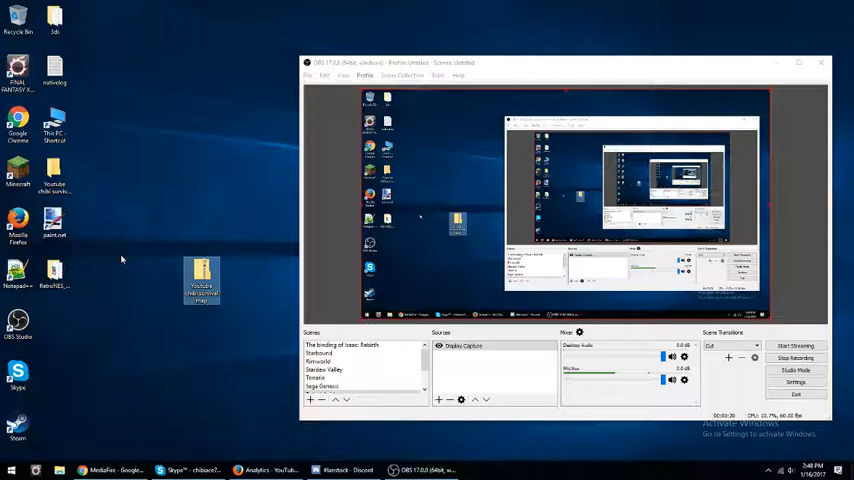 Recycle Bin
3ds
FINAL
FANTASY X...
nativelog
Google
Chrome
This PC -
Shortcut
Minecraft
Youtube
chibi surviv...
Mozilla
Firefox
paint.net
Notepad++
RetroNES_...
OBS Studio
Skype
Steam
Youtube
chibi survival
map
OBS 17.0.0 (64bit, windows) - Profile: Untitled - Scenes: Untitled
File Edit View Profile Scene Collection Tools Help
Scenes
The binding of Isaac: Rebirth
Starbound
Rimworld
Stardew Valley
Terraria
Sega Genesis
Sources
Display Capture
Mixer
Desktop Audio 0.0 dB
Mic/Aux 0.0 dB
Scene Transitions
Cut
Start Streaming
Stop Recording
Studio Mode
Settings
Exit
00:00:20 CPU: 33.7%, 60.00 fps
Activate Windows
Go to Settings to activate Windows.
MediaFire - Google...
Skype™ - chibiace7...
Analytics - YouTub...
#lanstock - Discord
OBS 17.0.0 (64bit, w...
2:48 PM
1/16/2017